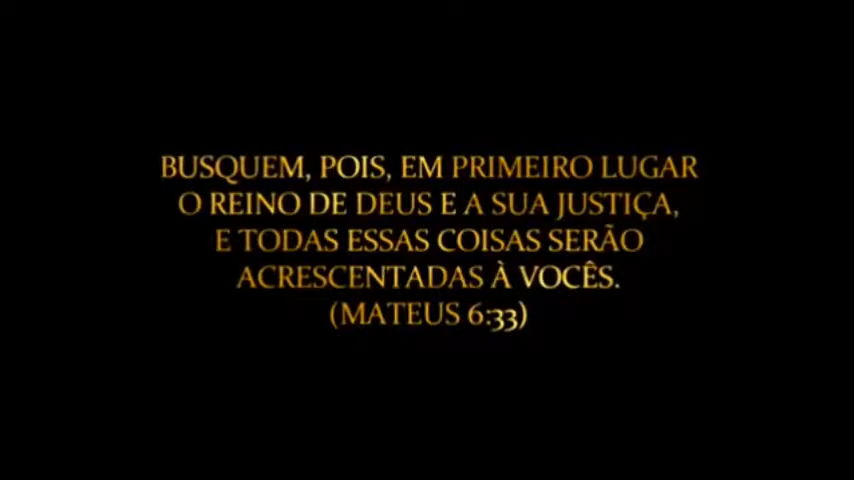 BUSQUEM, POIS, EM PRIMEIRO LUGAR
O REINO DE DEUS E A SUA JUSTIÇA,
E TODAS ESSAS COISAS SERÃO
ACRESCENTADAS À VOCÊS.
(MATEUS 6:33)